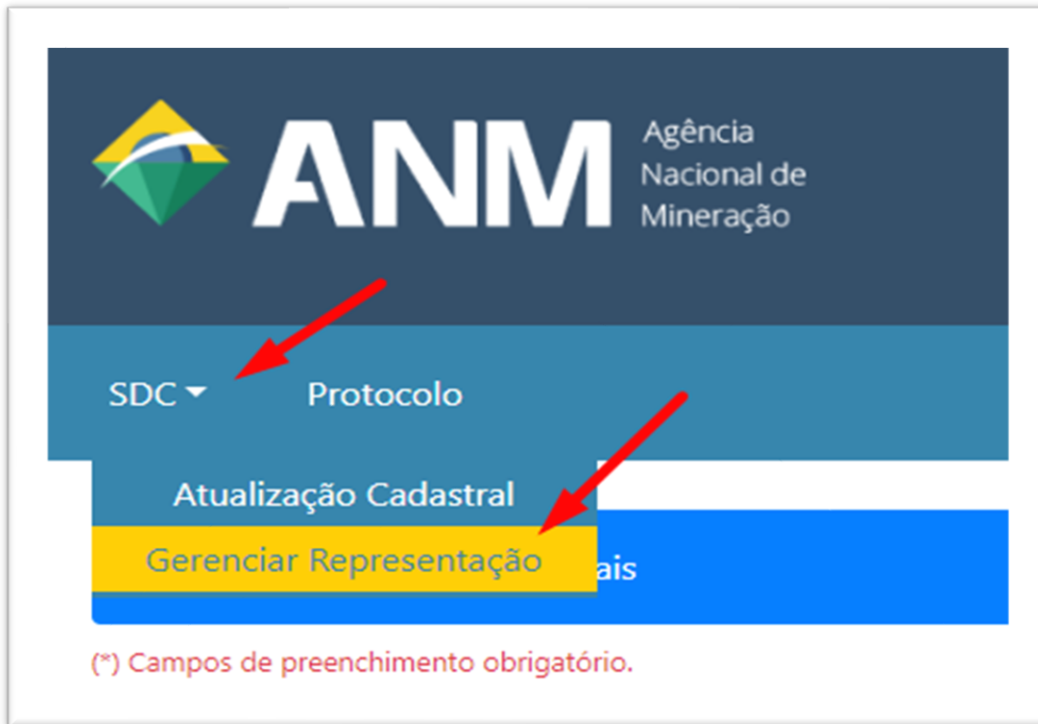 ANM
Agência
Nacional de
Mineração
SDC
Protocolo
Atualização Cadastral
Gerenciar Representação
ais
(*) Campos de preenchimento obrigatório.